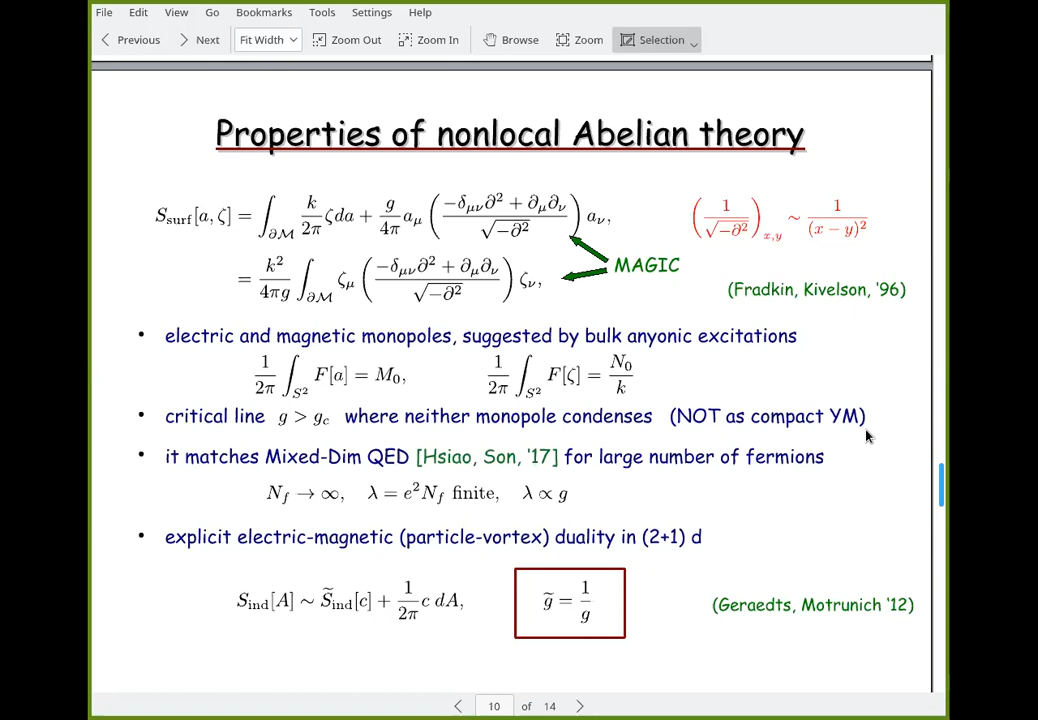 File Edit View Go Bookmarks Tools Settings Help
Previous Next Fit Width Zoom Out Zoom In Browse Zoom Selection
Properties of nonlocal Abelian theory
S_surf[a, ζ] = ∫_∂M k/2π ζda + g/4π a_μ ( (−δ_μν ∂² + ∂_μ∂_ν) / √−∂² ) a_ν, (1/√−∂²)_x,y ∼ 1/(x − y)²
= k²/4πg ∫_∂M ζ_μ ( (−δ_μν ∂² + ∂_μ∂_ν) / √−∂² ) ζ_ν, MAGIC
(Fradkin, Kivelson, '96)
• electric and magnetic monopoles, suggested by bulk anyonic excitations
1/2π ∫_S² F[a] = M₀, 1/2π ∫_S² F[ζ] = N₀/k
• critical line g > g_c where neither monopole condenses (NOT as compact YM)
• it matches Mixed-Dim QED [Hsiao, Son, '17] for large number of fermions
N_f → ∞, λ = e² N_f finite, λ ∝ g
• explicit electric-magnetic (particle-vortex) duality in (2+1) d
S_ind[A] ∼ S̃_ind[c] + 1/2π c dA, g̃ = 1/g (Geraedts, Motrunich '12)
10 of 14